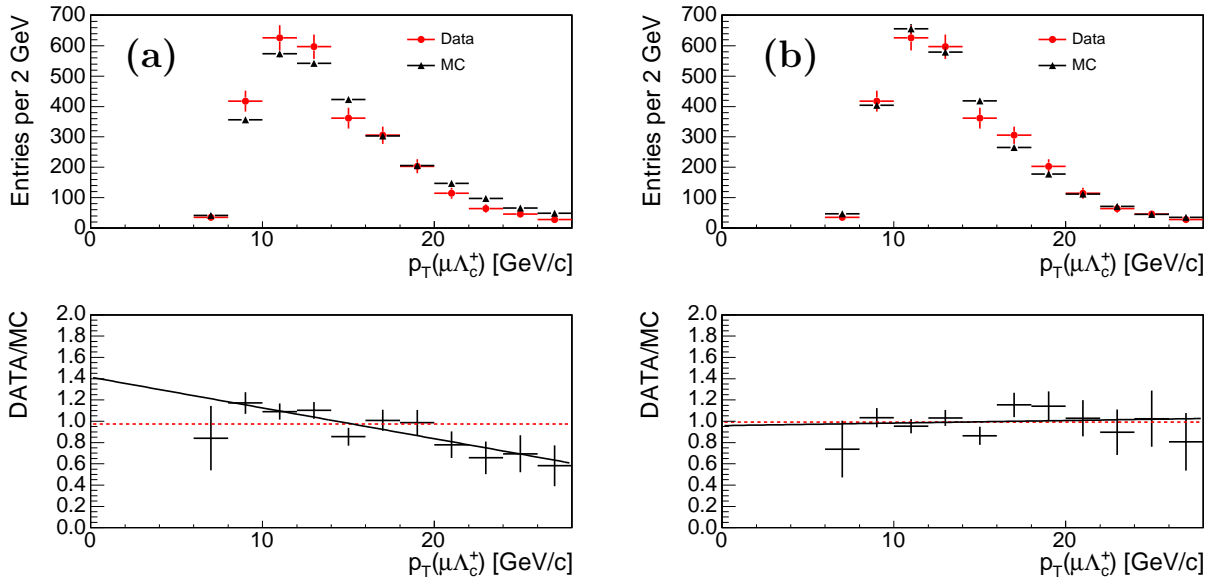 Entries per 2 GeV
700
600
500
400
300
200
100
0
(a)
Data
MC
0 10 20
p_T(μΛ_c^+) [GeV/c]
Entries per 2 GeV
700
600
500
400
300
200
100
0
(b)
Data
MC
0 10 20
p_T(μΛ_c^+) [GeV/c]
DATA/MC
2.0
1.8
1.6
1.4
1.2
1.0
0.8
0.6
0.4
0.2
0.0
0 10 20
p_T(μΛ_c^+) [GeV/c]
DATA/MC
2.0
1.8
1.6
1.4
1.2
1.0
0.8
0.6
0.4
0.2
0.0
0 10 20
p_T(μΛ_c^+) [GeV/c]